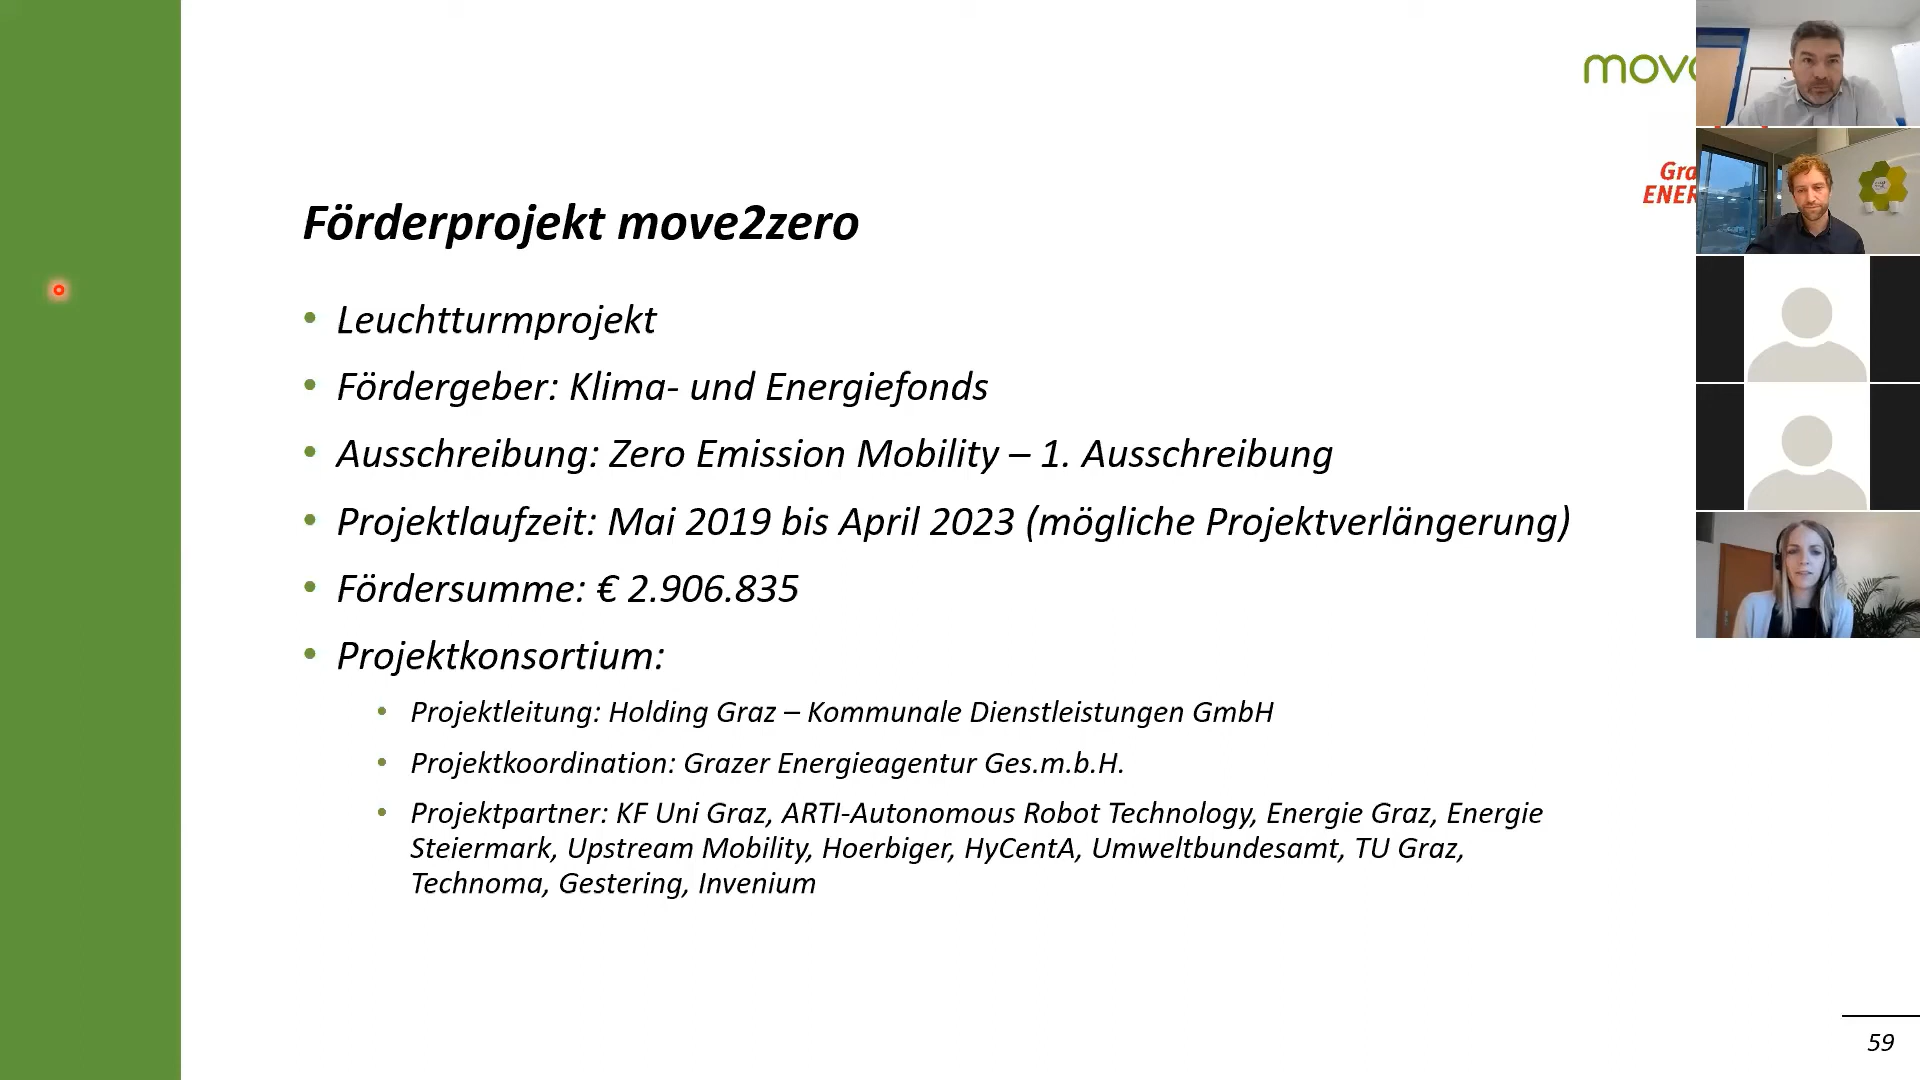 Förderprojekt move2zero
• Leuchtturmprojekt
• Fördergeber: Klima- und Energiefonds
• Ausschreibung: Zero Emission Mobility – 1. Ausschreibung
• Projektlaufzeit: Mai 2019 bis April 2023 (mögliche Projektverlängerung)
• Fördersumme: € 2.906.835
• Projektkonsortium:
• Projektleitung: Holding Graz – Kommunale Dienstleistungen GmbH
• Projektkoordination: Grazer Energieagentur Ges.m.b.H.
• Projektpartner: KF Uni Graz, ARTI-Autonomous Robot Technology, Energie Graz, Energie
Steiermark, Upstream Mobility, Hoerbiger, HyCentA, Umweltbundesamt, TU Graz,
Technoma, Gestering, Invenium
59